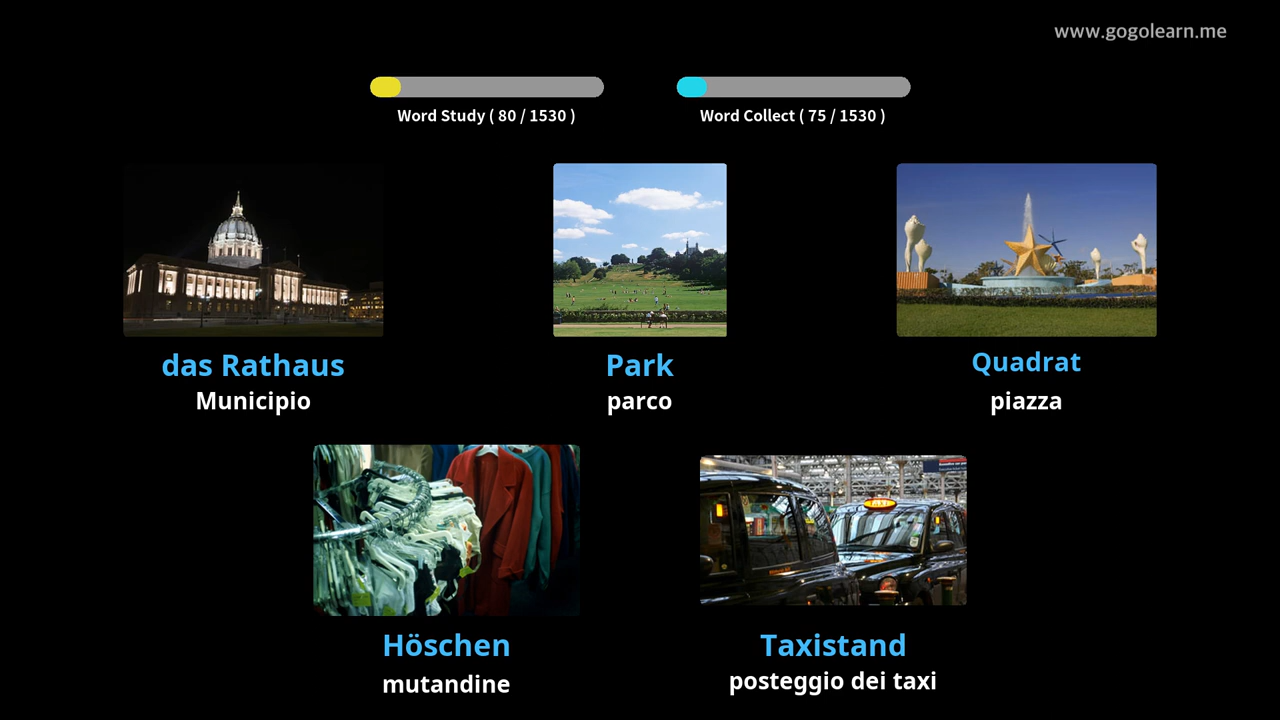 www.gogolearn.me
Word Study ( 80 / 1530 )
Word Collect ( 75 / 1530 )
das Rathaus
Municipio
Park
parco
Quadrat
piazza
TAXI
Höschen
mutandine
Taxistand
posteggio dei taxi